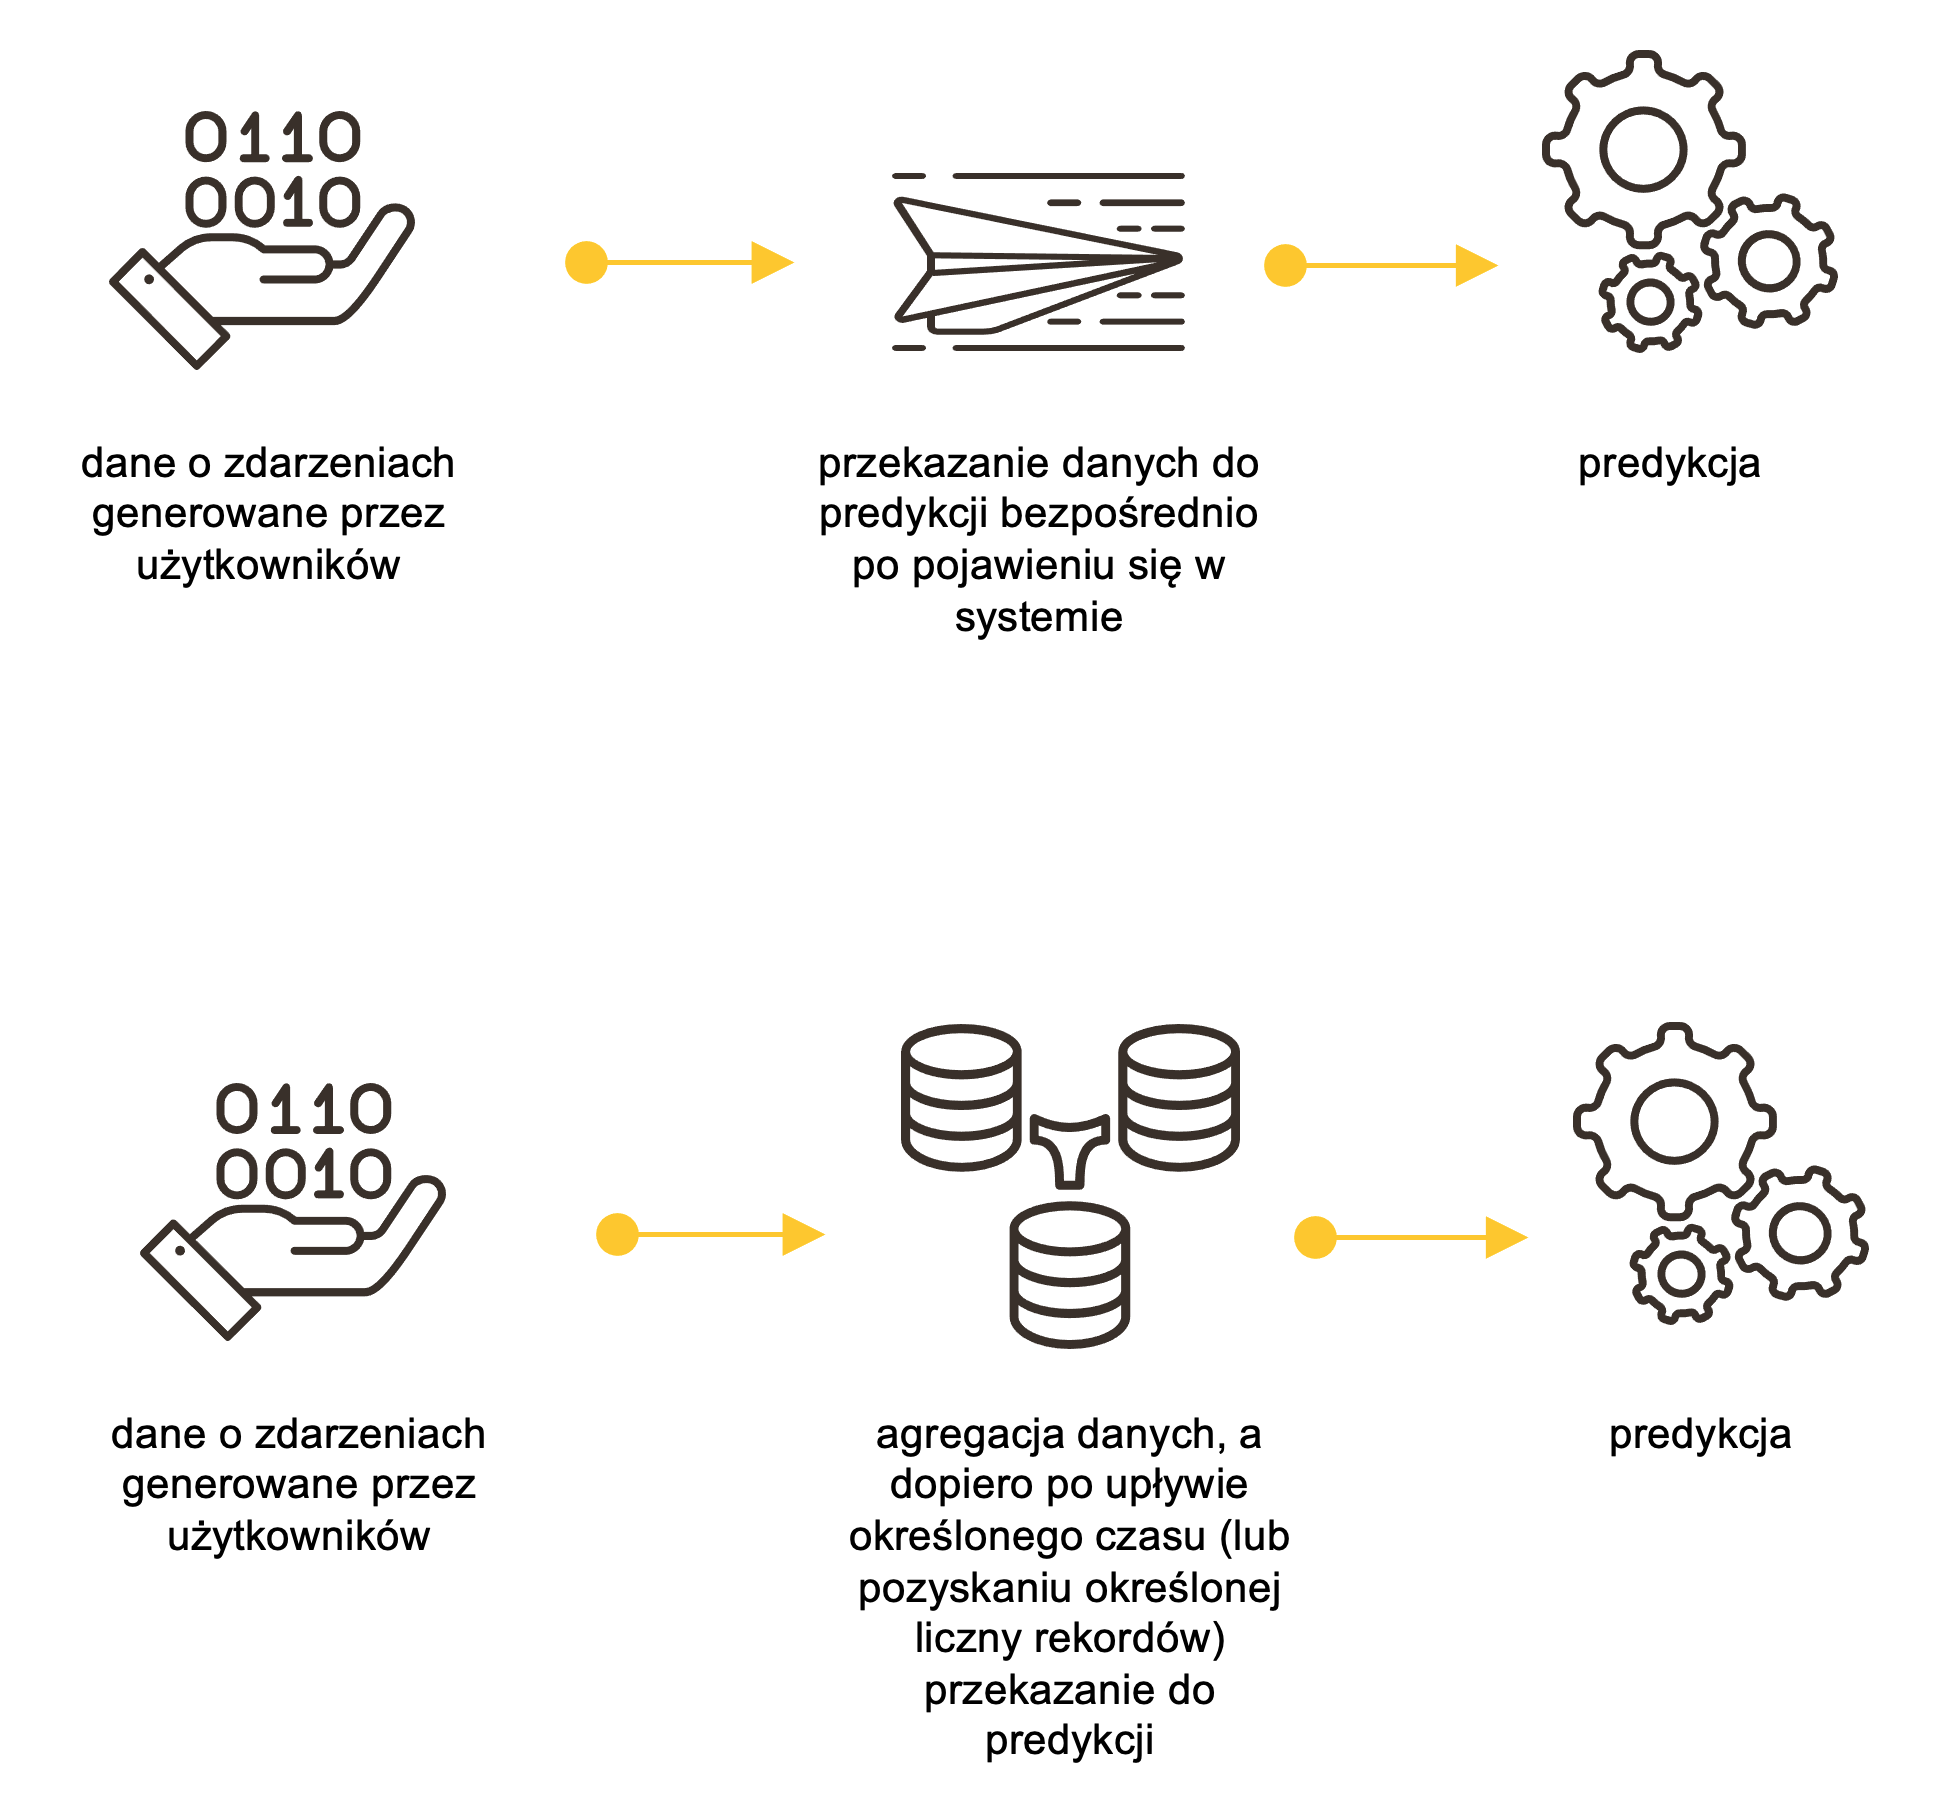 0110
0010
dane o zdarzeniach
generowane przez
użytkowników
przekazanie danych do
predykcji bezpośrednio
po pojawieniu się w
systemie
predykcja
0110
0010
dane o zdarzeniach
generowane przez
użytkowników
agregacja danych, a
dopiero po upływie
określonego czasu (lub
pozyskaniu określonej
liczny rekordów)
przekazanie do
predykcji
predykcja